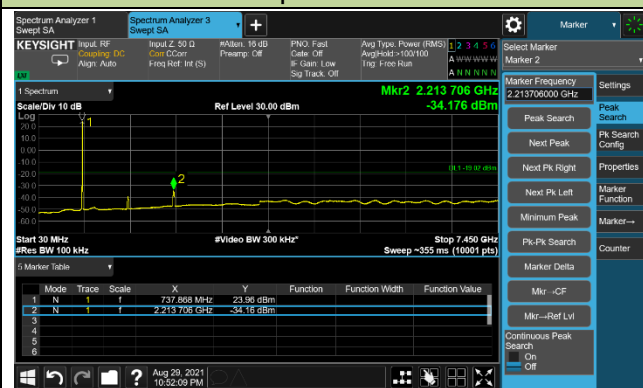 Spectrum Analyzer 1
Swept SA
Spectrum Analyzer 3
Swept SA
Marker
KEYSIGHT
Input: RF
Coupling: DC
Align: Auto
Input Z: 50 Ω
Corr CCorr
Freq Ref: Int (S)
#Atten: 16 dB
Preamp: Off
PNO: Fast
Gate: Off
IF Gain: Low
Sig Track: Off
Avg Type: Power (RMS)
Avg|Hold:>100/100
Trig: Free Run
1 2 3 4 5 6
A W W W W W
A N N N N N
LXI
Select Marker
Marker 2
1 Spectrum
Mkr2 2.213 706 GHz
Scale/Div 10 dB
Ref Level 30.00 dBm
-34.176 dBm
Log
20.0
10.0
0.00
-10.0
-20.0
-30.0
-40.0
-50.0
-60.0
1
2
Start 30 MHz
#Res BW 100 kHz
#Video BW 300 kHz*
Stop 7.450 GHz
Sweep ~355 ms (10001 pts)
Marker Frequency
2.213706000 GHz
Peak Search
Next Peak
Next Pk Right
Next Pk Left
Minimum Peak
Pk-Pk Search
Marker Delta
Mkr→CF
Mkr→Ref Lvl
Continuous Peak
Search
On
Off
Settings
Peak
Search
Pk Search
Config
Properties
Marker
Function
Marker→
Counter
5 Marker Table
Mode Trace Scale X Y Function Function Width Function Value
1 N 1 f 737.868 MHz 23.96 dBm
2 N 1 f 2.213 706 GHz -34.16 dBm
3
4
5
6
Aug 29, 2021
10:52:09 PM